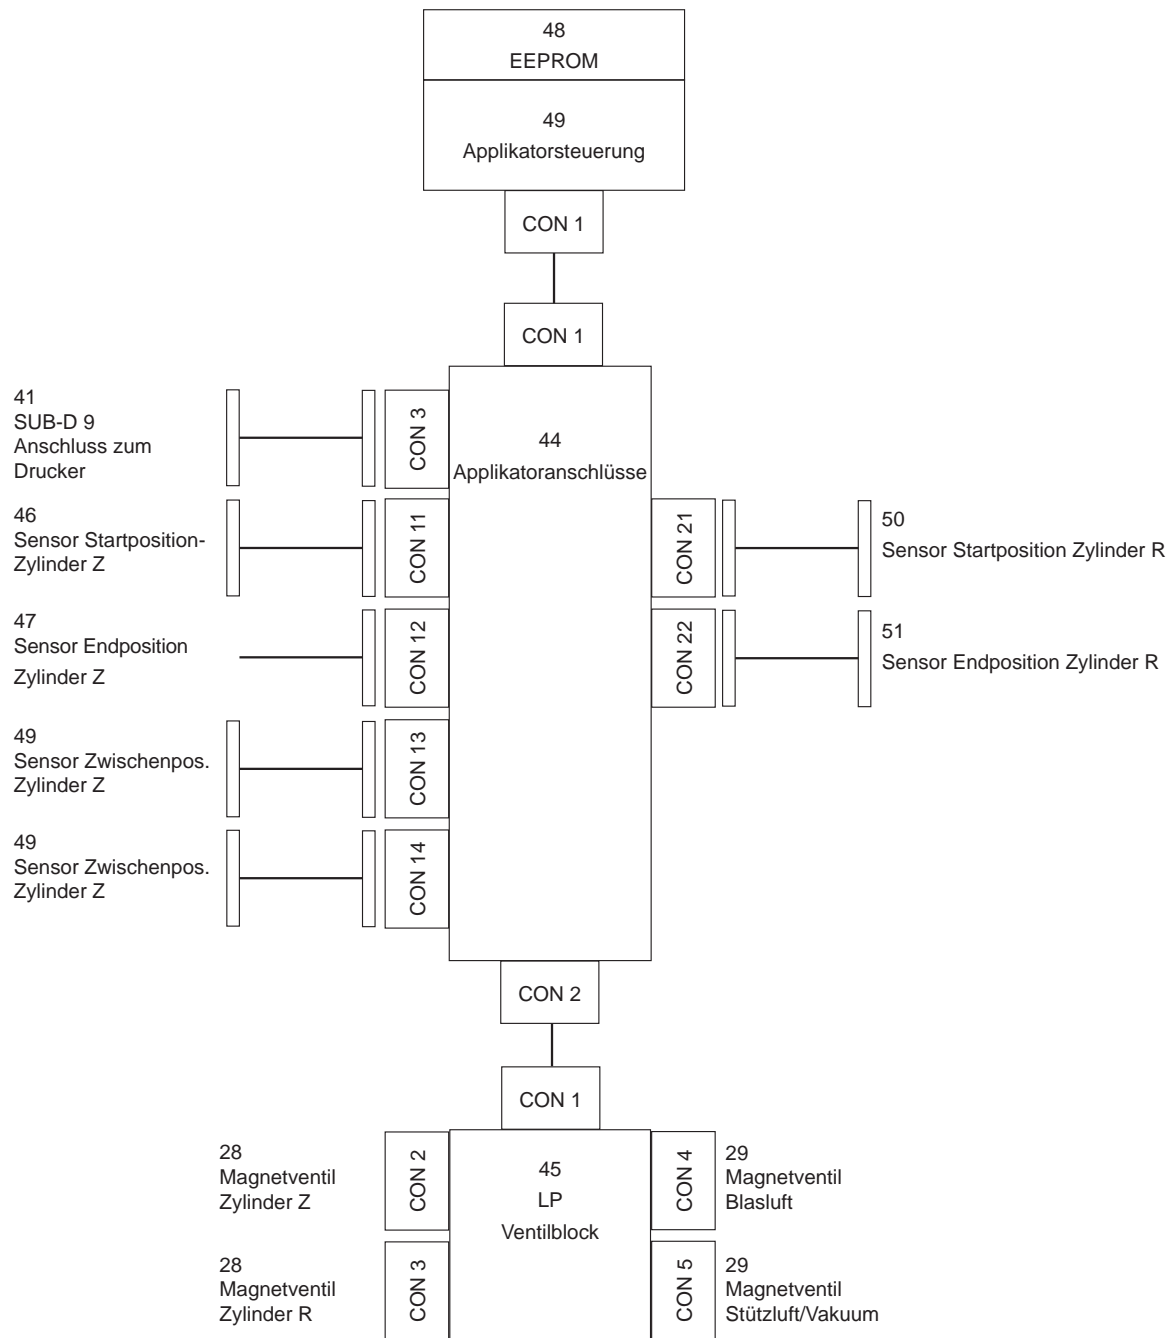 48
EEPROM
49
Applikatorsteuerung
CON 1
CON 1
41
SUB-D 9
Anschluss zum
Drucker
CON 3
44
Applikatoranschlüsse
46
Sensor Startposition-
Zylinder Z
CON 11
CON 21
50
Sensor Startposition Zylinder R
47
Sensor Endposition
Zylinder Z
CON 12
CON 22
51
Sensor Endposition Zylinder R
49
Sensor Zwischenpos.
Zylinder Z
CON 13
49
Sensor Zwischenpos.
Zylinder Z
CON 14
CON 2
CON 1
28
Magnetventil
Zylinder Z
CON 2
45
LP
Ventilblock
CON 4
29
Magnetventil
Blasluft
28
Magnetventil
Zylinder R
CON 3
CON 5
29
Magnetventil
Stützluft/Vakuum